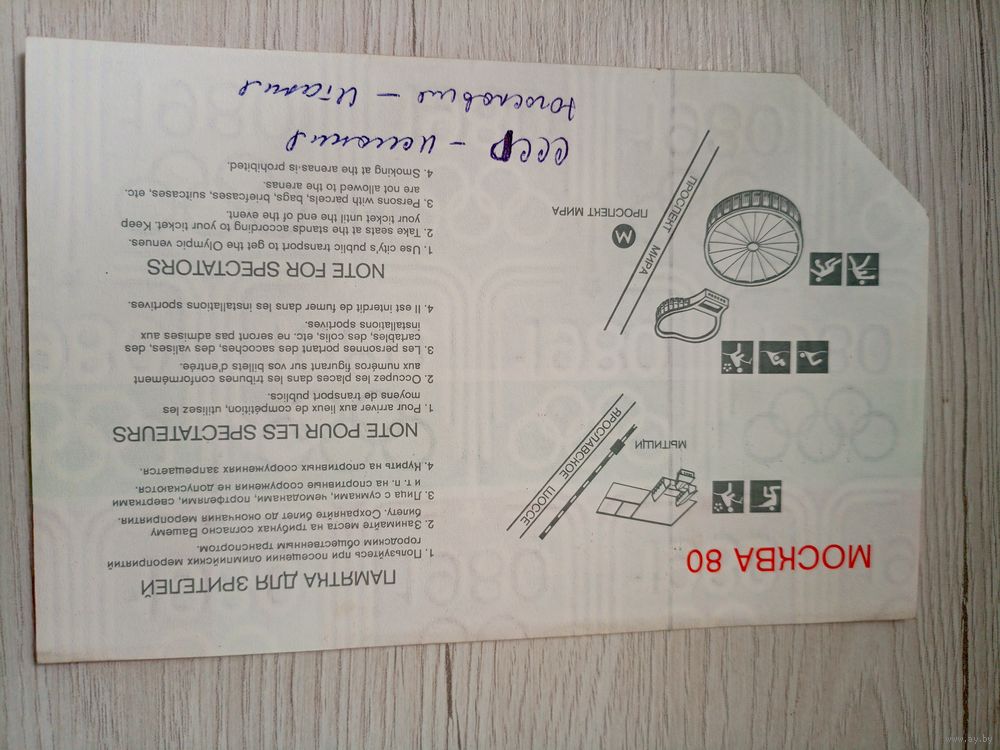 МОСКВА 80
МЫТИЩИ
ЯРОСЛАВСКОЕ ШОССЕ
ПРОСПЕКТ МИРА
М
ПРОСПЕКТ МИРА
ПАМЯТКА ДЛЯ ЗРИТЕЛЕЙ
1. Пользуйтесь при посещении олимпийских мероприятий
городским общественным транспортом.
2. Занимайте места на трибунах согласно Вашему
билету. Сохраняйте билет до окончания мероприятия.
3. Лица с сумками, чемоданами, портфелями, свертками
и т. п. на спортивные сооружения не допускаются.
4. Курить на спортивных сооружениях запрещается.
NOTE POUR LES SPECTATEURS
1. Pour arriver aux lieux de compétition, utilisez les
moyens de transport publics.
2. Occupez les places dans les tribunes conformément
aux numéros figurant sur vos billets d'entrée.
3. Les personnes portant des sacoches, des valises, des
cartables, des colis, etc. ne seront pas admises aux
installations sportives.
4. Il est interdit de fumer dans les installations sportives.
NOTE FOR SPECTATORS
1. Use city's public transport to get the Olympic venues.
2. Take seats at the stands according to your ticket. Keep
your ticket until the end of the event.
3. Persons with parcels, bags, briefcases, suitcases, etc.
are not allowed to the arenas.
4. Smoking at the arenas is prohibited.
СССР – Испания
Югославия – Италия
1980
www.ay.by